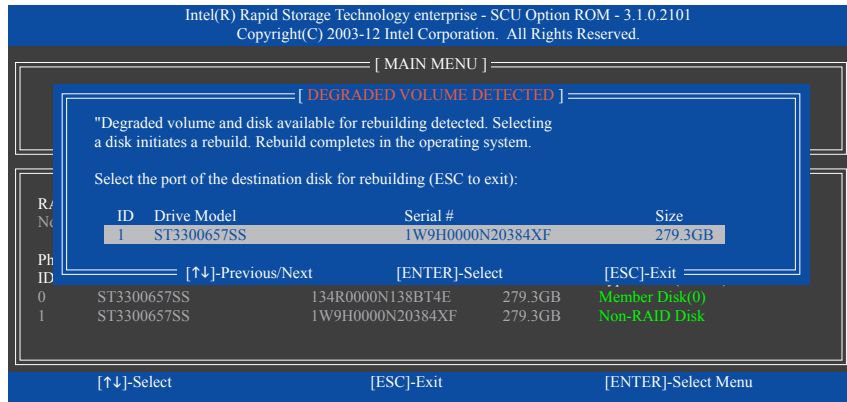 Intel(R) Rapid Storage Technology enterprise - SCU Option ROM - 3.1.0.2101
Copyright(C) 2003-12 Intel Corporation. All Rights Reserved.
[ MAIN MENU ]
[ DEGRADED VOLUME DETECTED ]
"Degraded volume and disk available for rebuilding detected. Selecting
a disk initiates a rebuild. Rebuild completes in the operating system.
Select the port of the destination disk for rebuilding (ESC to exit):
ID Drive Model Serial # Size
1 ST3300657SS 1W9H0000N20384XF 279.3GB
[↑↓]-Previous/Next [ENTER]-Select [ESC]-Exit
ID
0 ST3300657SS 134R0000N138BT4E 279.3GB Member Disk(0)
1 ST3300657SS 1W9H0000N20384XF 279.3GB Non-RAID Disk
[↑↓]-Select [ESC]-Exit [ENTER]-Select Menu